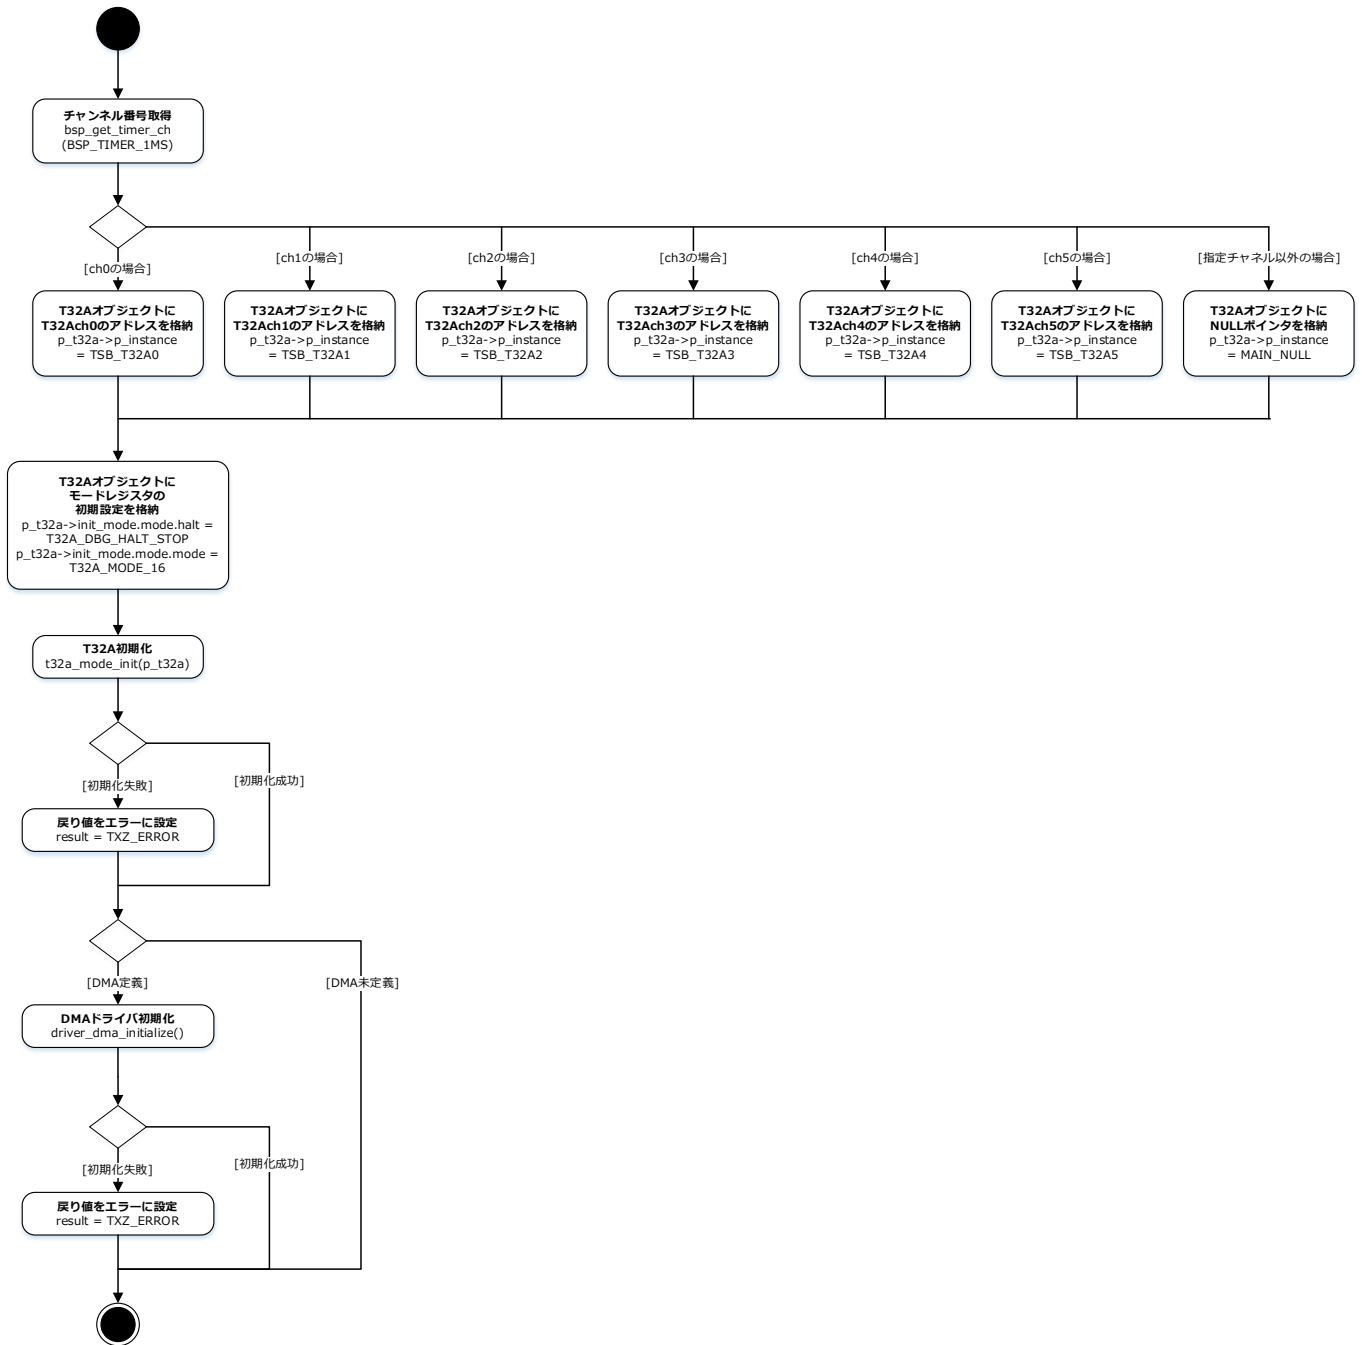 チャンネル番号取得
bsp_get_timer_ch
(BSP_TIMER_1MS)
[ch0の場合]
[ch1の場合]
[ch2の場合]
[ch3の場合]
[ch4の場合]
[ch5の場合]
[指定チャネル以外の場合]
T32Aオブジェクトに
T32Ach0のアドレスを格納
p_t32a->p_instance
= TSB_T32A0
T32Aオブジェクトに
T32Ach1のアドレスを格納
p_t32a->p_instance
= TSB_T32A1
T32Aオブジェクトに
T32Ach2のアドレスを格納
p_t32a->p_instance
= TSB_T32A2
T32Aオブジェクトに
T32Ach3のアドレスを格納
p_t32a->p_instance
= TSB_T32A3
T32Aオブジェクトに
T32Ach4のアドレスを格納
p_t32a->p_instance
= TSB_T32A4
T32Aオブジェクトに
T32Ach5のアドレスを格納
p_t32a->p_instance
= TSB_T32A5
T32Aオブジェクトに
NULLポインタを格納
p_t32a->p_instance
= MAIN_NULL
T32Aオブジェクトに
モードレジスタの
初期設定を格納
p_t32a->init_mode.mode.halt =
T32A_DBG_HALT_STOP
p_t32a->init_mode.mode.mode =
T32A_MODE_16
T32A初期化
t32a_mode_init(p_t32a)
[初期化失敗]
[初期化成功]
戻り値をエラーに設定
result = TXZ_ERROR
[DMA定義]
[DMA未定義]
DMAドライバ初期化
driver_dma_initialize()
[初期化失敗]
[初期化成功]
戻り値をエラーに設定
result = TXZ_ERROR